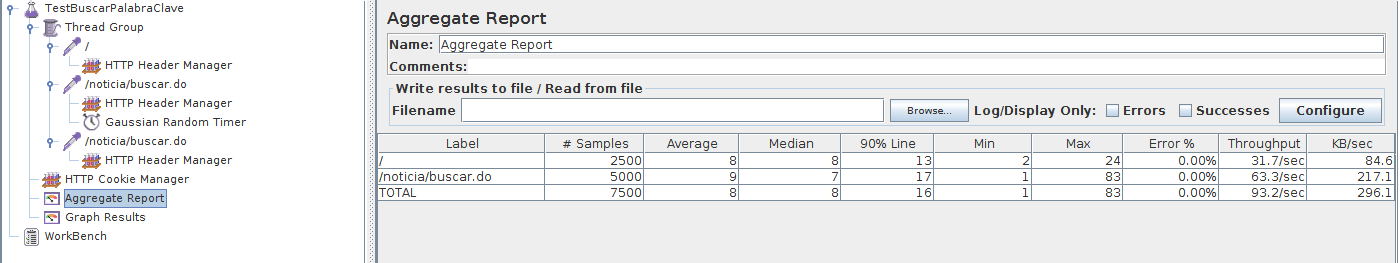 TestBuscarPalabraClave
Thread Group
/
HTTP Header Manager
/noticia/buscar.do
HTTP Header Manager
Gaussian Random Timer
/noticia/buscar.do
HTTP Header Manager
HTTP Cookie Manager
Aggregate Report
Graph Results
WorkBench
Aggregate Report
Name: Aggregate Report
Comments:
Write results to file / Read from file
Filename Browse... Log/Display Only: Errors Successes Configure
Label # Samples Average Median 90% Line Min Max Error % Throughput KB/sec
/ 2500 8 8 13 2 24 0.00% 31.7/sec 84.6
/noticia/buscar.do 5000 9 7 17 1 83 0.00% 63.3/sec 217.1
TOTAL 7500 8 8 16 1 83 0.00% 93.2/sec 296.1